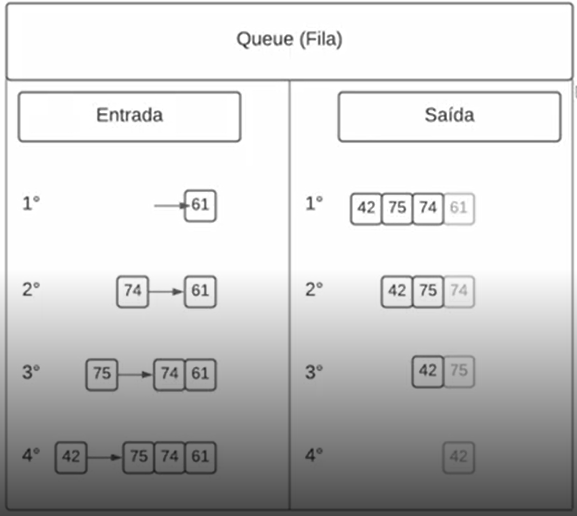 Queue (Fila)
Entrada
Saída
1° 61
1° 42 75 74 61
2° 74 61
2° 42 75 74
3° 75 74 61
3° 42 75
4° 42 75 74 61
4° 42